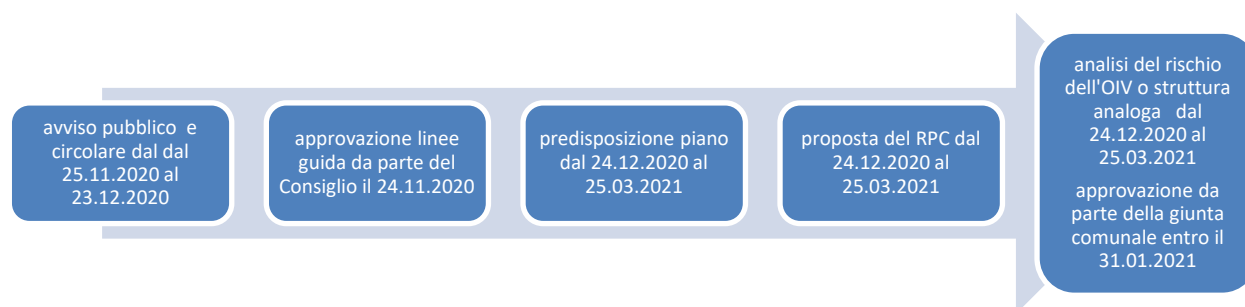 avviso pubblico e
circolare dal dal
25.11.2020 al
23.12.2020
approvazione linee
guida da parte del
Consiglio il 24.11.2020
predisposizione piano
dal 24.12.2020 al
25.03.2021
proposta del RPC dal
24.12.2020 al
25.03.2021
analisi del rischio
dell'OIV o struttura
analoga dal
24.12.2020 al
25.03.2021
approvazione da
parte della giunta
comunale entro il
31.01.2021